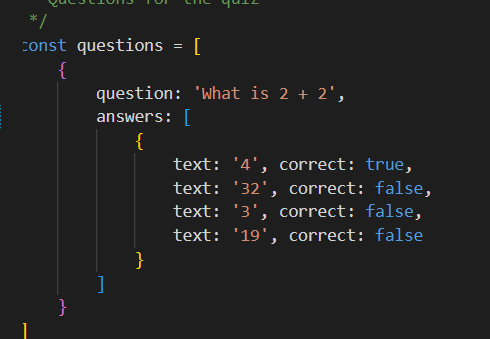 Questions for the quiz
*/
const questions = [
{
question: 'What is 2 + 2',
answers: [
{
text: '4', correct: true,
text: '32', correct: false,
text: '3', correct: false,
text: '19', correct: false
}
]
}
]